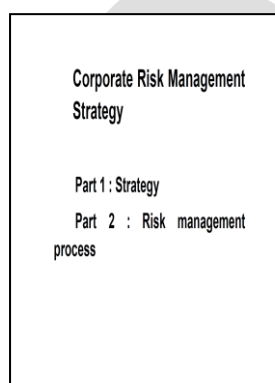 Corporate Risk Management
Strategy
Part 1 : Strategy
Part 2 : Risk management
process